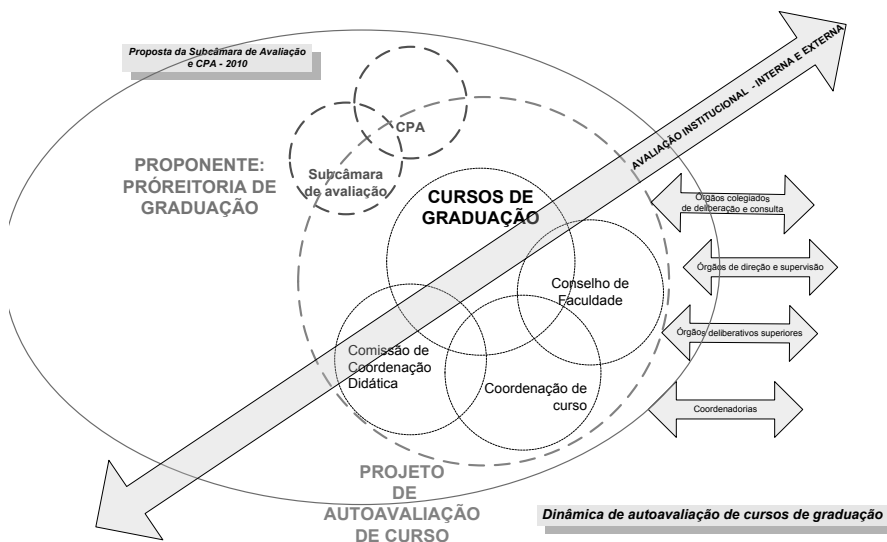 Proposta da Subcâmara de Avaliação
e CPA - 2010
AVALIAÇÃO INSTITUCIONAL - INTERNA E EXTERNA
CPA
PROPONENTE:
PRÓREITORIA DE
GRADUAÇÃO
Subcâmara
de avaliação
CURSOS DE
GRADUAÇÃO
Órgãos colegiados
de deliberação e consulta
Órgãos de direção e supervisão
Conselho de
Faculdade
Órgãos deliberativos superiores
Comissão de
Coordenação
Didática
Coordenação de
curso
Coordenadorias
PROJETO
DE
AUTOAVALIAÇÃO
DE CURSO
Dinâmica de autoavaliação de cursos de graduação